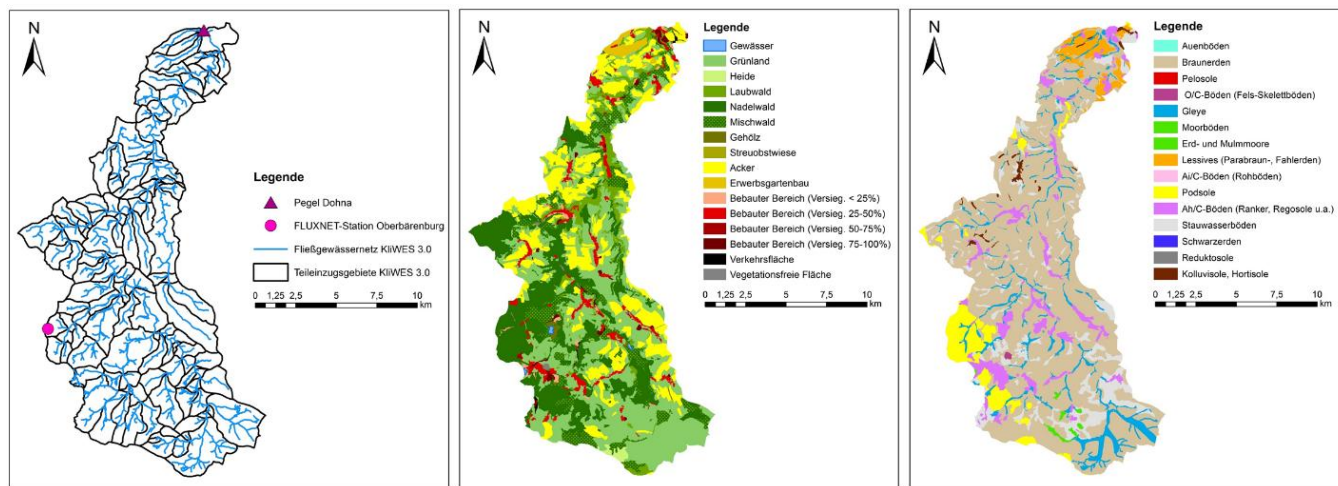 N
Legende
Pegel Dohna
FLUXNET-Station Oberbärenburg
Fließgewässernetz KliWES 3.0
Teileinzugsgebiete KliWES 3.0
0 1,25 2,5 5 7,5 10
km
N
Legende
Gewässer
Grünland
Heide
Laubwald
Nadelwald
Mischwald
Gehölz
Streuobstwiese
Acker
Erwerbsgartenbau
Bebauter Bereich (Versieg. < 25%)
Bebauter Bereich (Versieg. 25-50%)
Bebauter Bereich (Versieg. 50-75%)
Bebauter Bereich (Versieg. 75-100%)
Verkehrsfläche
Vegetationsfreie Fläche
0 1,25 2,5 5 7,5 10
km
N
Legende
Auenböden
Braunerden
Pelosole
O/C-Böden (Fels-Skelettböden)
Gleye
Moorböden
Erd- und Mulmmoore
Lessives (Parabraun-, Fahlerden)
Ai/C-Böden (Rohböden)
Podsole
Ah/C-Böden (Ranker, Regosole u.a.)
Stauwasserböden
Schwarzerden
Reduktosole
Kolluvisole, Hortisole
0 1,25 2,5 5 7,5 10
km